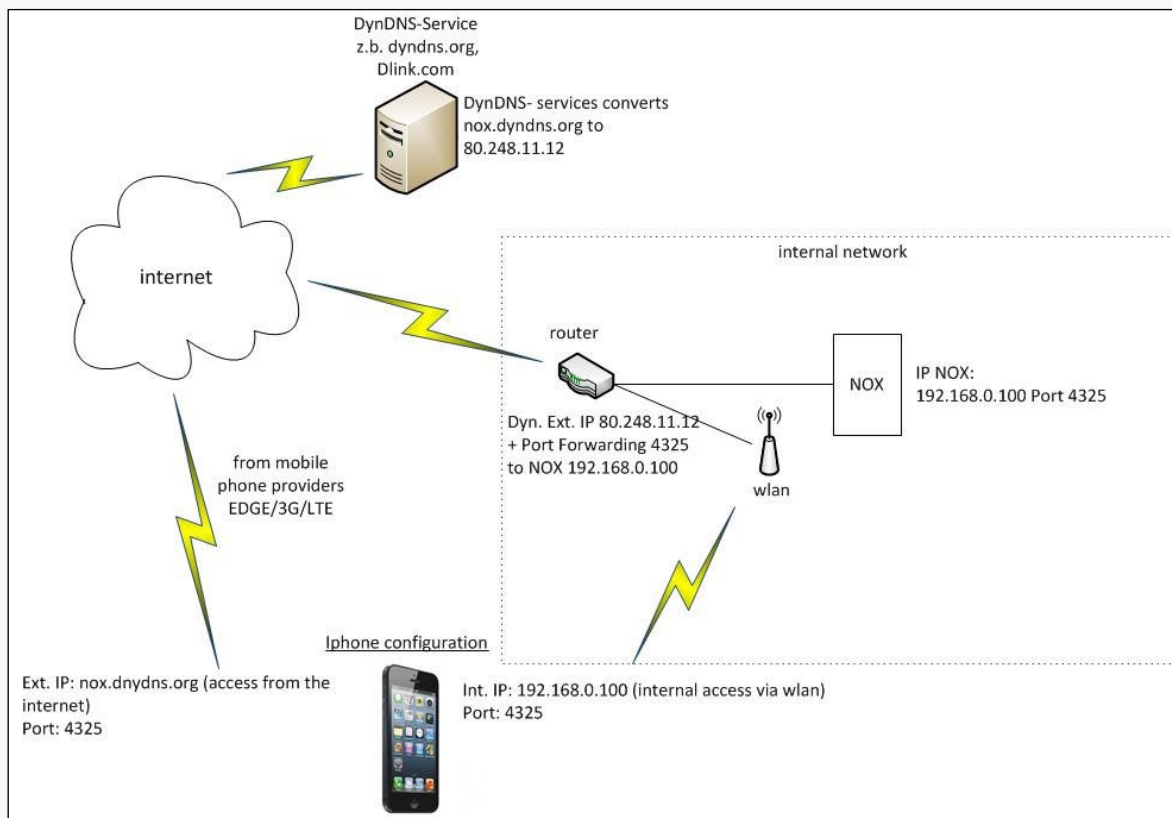 DynDNS-Service
z.b. dyndns.org,
Dlink.com
DynDNS- services converts
nox.dyndns.org to
80.248.11.12
internet
internal network
router
NOX
IP NOX:
192.168.0.100 Port 4325
Dyn. Ext. IP 80.248.11.12
+ Port Forwarding 4325
to NOX 192.168.0.100
wlan
from mobile
phone providers
EDGE/3G/LTE
Iphone configuration
Ext. IP: nox.dnydns.org (access from the
internet)
Port: 4325
Int. IP: 192.168.0.100 (internal access via wlan)
Port: 4325